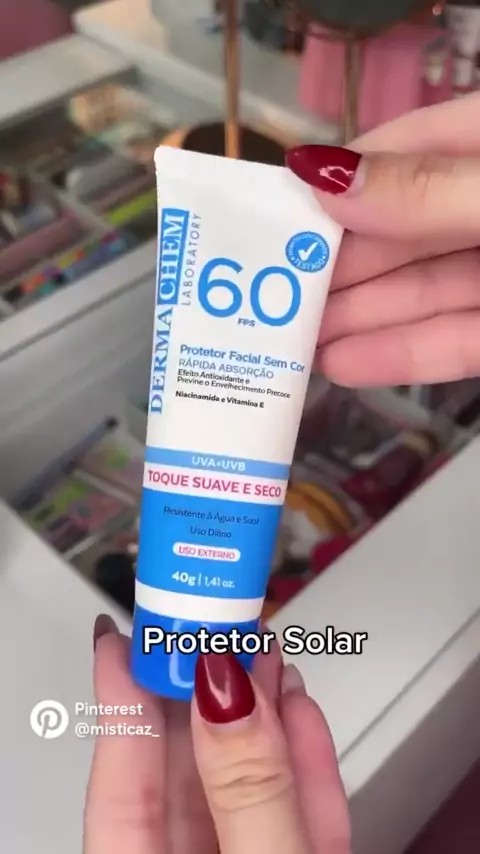 DERMACHEM
LABORATORY
TESTADO
60
FPS
Protetor Facial Sem Cor
RÁPIDA ABSORÇÃO
Efeito Antioxidante e
Previne o Envelhecimento Precoce
Niacinamida e Vitamina E
UVA+UVB
TOQUE SUAVE E SECO
Resistente À Água e Suor
Uso Diário
USO EXTERNO
40g | 1,41 oz.
Protetor Solar
Pinterest
@misticaz_